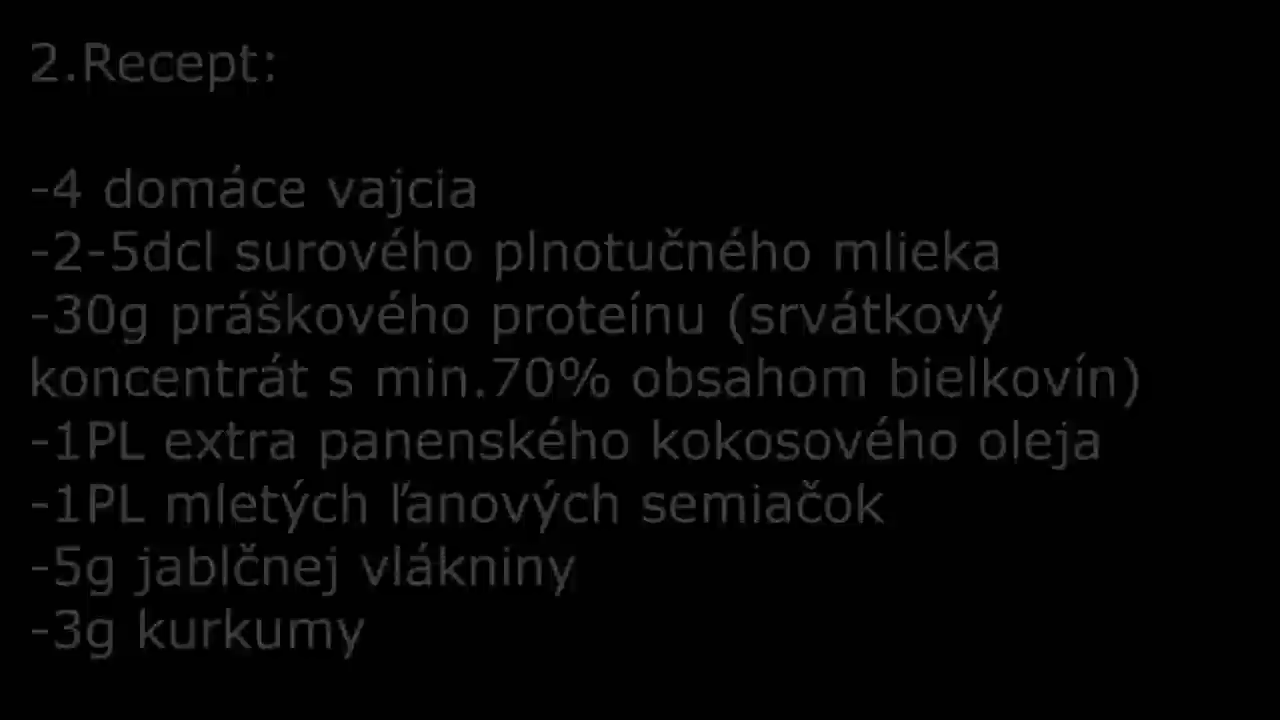 2.Recept:
-4 domáce vajcia
-2-5dcl surového plnotučného mlieka
-30g práškového proteínu (srvátkový
koncentrát s min.70% obsahom bielkovín)
-1PL extra panenského kokosového oleja
-1PL mletých ľanových semiačok
-5g jablčnej vlákniny
-3g kurkumy